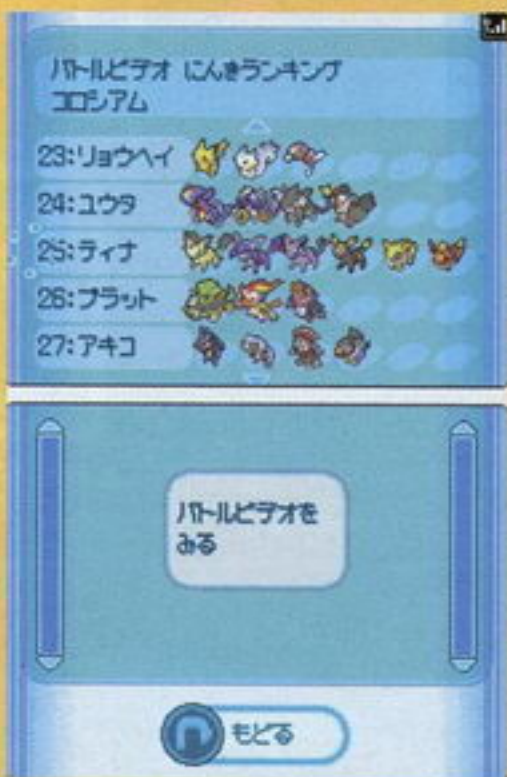 バトルビデオ にんきランキング
コロシアム
23:リョウヘイ
24:ユウタ
25:ティナ
26:プラット
27:アキコ
バトルビデオを
みる
もどる